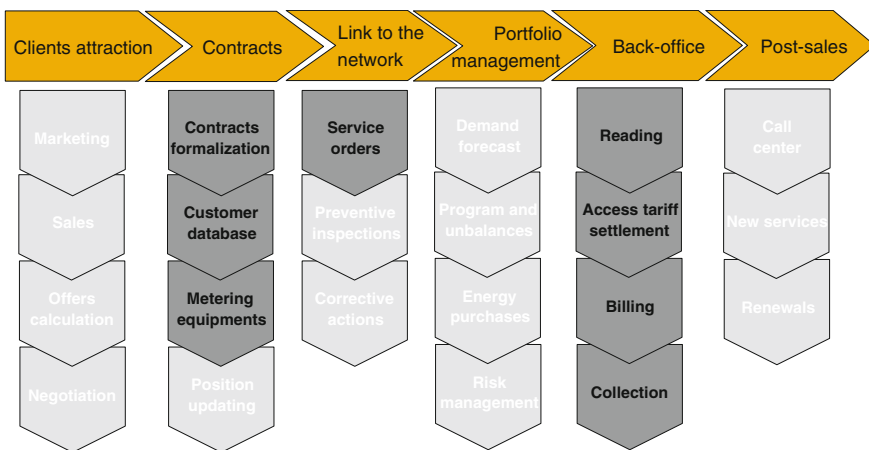 Clients attraction
Contracts
Link to the
network
Portfolio
management
Back-office
Post-sales
Marketing
Sales
Offers
calculation
Negotiation
Contracts
formalization
Customer
database
Metering
equipments
Position
updating
Service
orders
Preventive
inspections
Corrective
actions
Demand
forecast
Program and
unbalances
Energy
purchases
Risk
management
Reading
Access tariff
settlement
Billing
Collection
Call
center
New services
Renewals